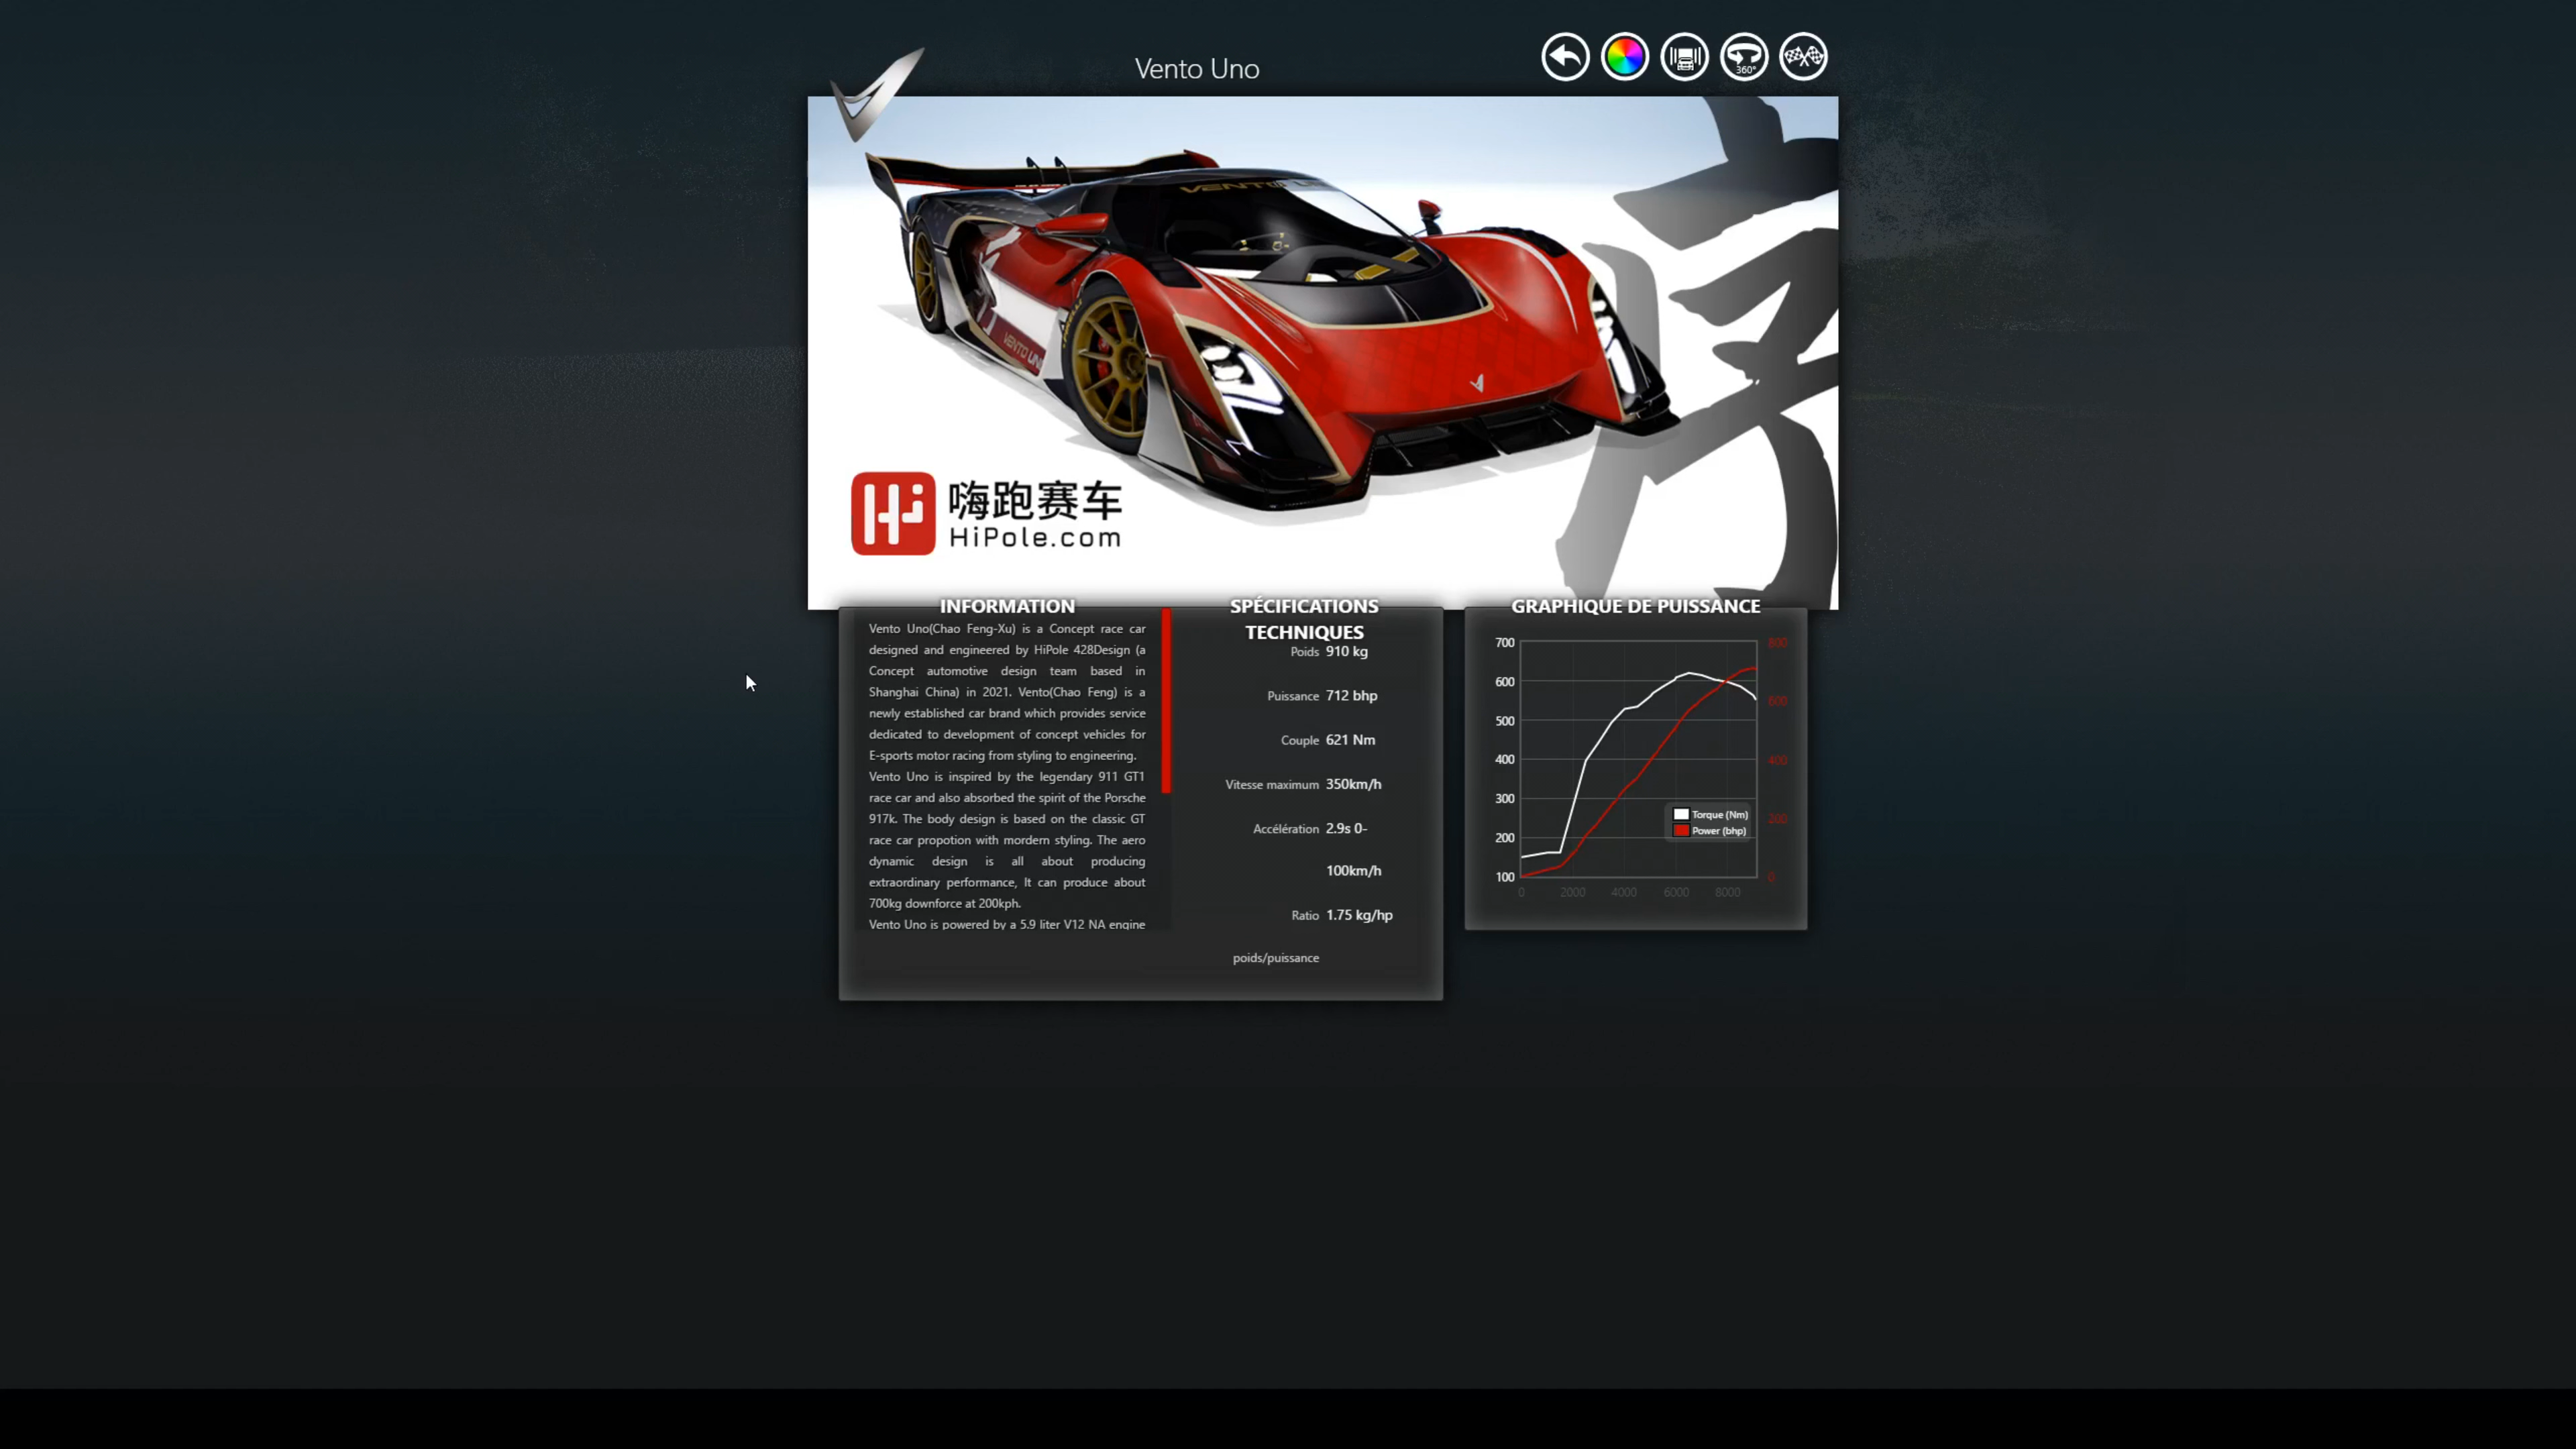 Vento Uno
360°
VENTO UNO
嗨跑赛车
HiPole.com
INFORMATION
Vento Uno(Chao Feng-Xu) is a Concept race car
designed and engineered by HiPole 428Design (a
Concept automotive design team based in
Shanghai China) in 2021. Vento(Chao Feng) is a
newly established car brand which provides service
dedicated to development of concept vehicles for
E-sports motor racing from styling to engineering.
Vento Uno is inspired by the legendary 911 GT1
race car and also absorbed the spirit of the Porsche
917k. The body design is based on the classic GT
race car propotion with mordern styling. The aero
dynamic design is all about producing
extraordinary performance, It can produce about
700kg downforce at 200kph.
Vento Uno is powered by a 5.9 liter V12 NA engine
SPÉCIFICATIONS
TECHNIQUES
Poids 910 kg
Puissance 712 bhp
Couple 621 Nm
Vitesse maximum 350km/h
Accélération 2.9s 0-
100km/h
Ratio 1.75 kg/hp
poids/puissance
GRAPHIQUE DE PUISSANCE
700 800
600 600
500
400 400
300
200 200
100 0
Torque (Nm)
Power (bhp)
0 2000 4000 6000 8000